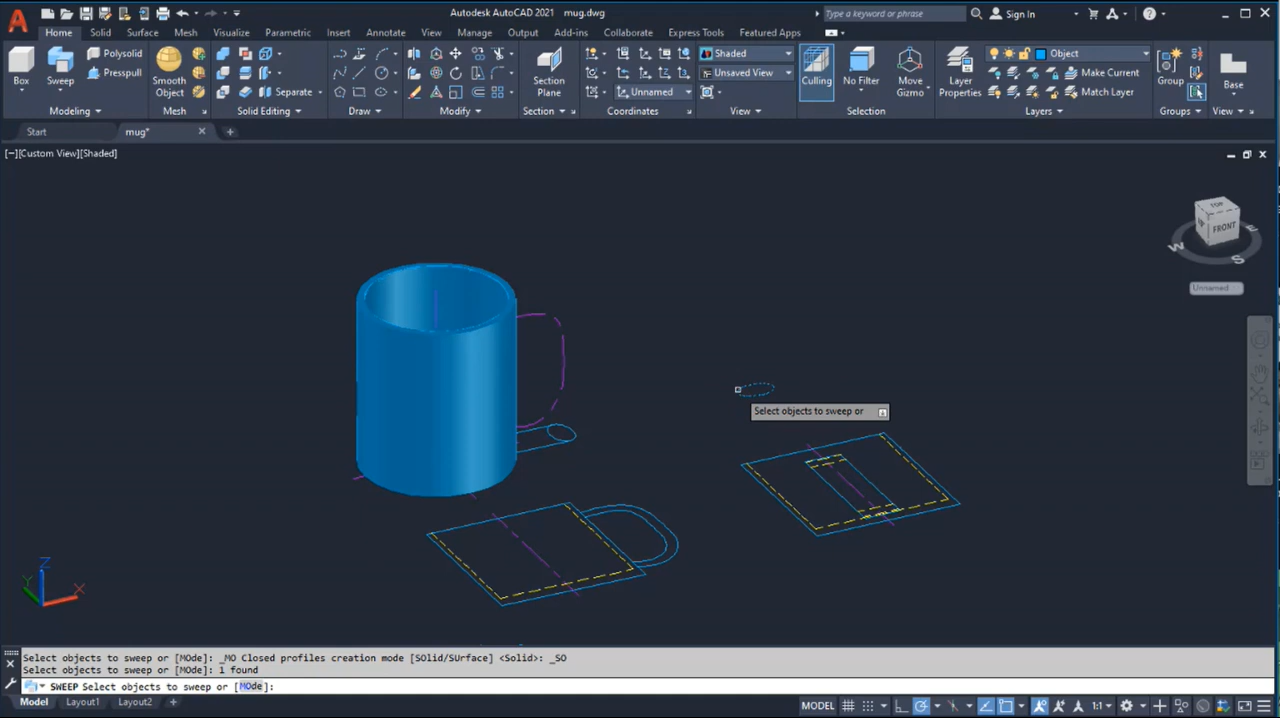 Autodesk AutoCAD 2021 mug.dwg
Type a keyword or phrase
Sign In
Home Solid Surface Mesh Visualize Parametric Insert Annotate View Manage Output Add-ins Collaborate Express Tools Featured Apps
Box
Sweep
Polysolid
Presspull
Modeling
Smooth Object
Mesh
Separate
Solid Editing
Draw
Modify
Section Plane
Section
Unnamed
Coordinates
Shaded
Unsaved View
View
Culling
No Filter
Move Gizmo
Selection
Layer Properties
Object
Make Current
Match Layer
Layers
Group
Groups
Base
View
Start
mug*
[−][Custom View][Shaded]
TOP
FRONT
W
S
Unnamed
Select objects to sweep or
Z
Y
X
Select objects to sweep or [MOde]: _MO Closed profiles creation mode [SOlid/SUrface] <Solid>: _SO
Select objects to sweep or [MOde]: 1 found
SWEEP Select objects to sweep or [MOde]:
Model Layout1 Layout2
MODEL
1:1